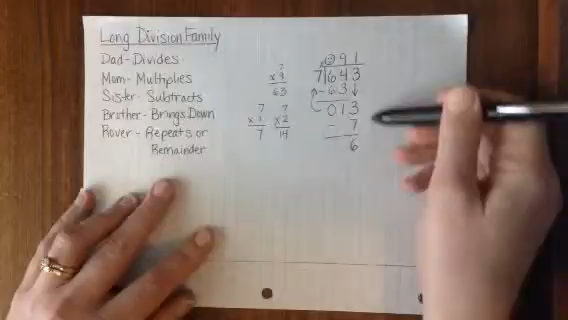 Long Division Family
Dad-Divides
Mom-Multiplies
Sister-Subtracts
Brother-Brings Down
Rover-Repeats or
Remainder
7
x 9
63
7
x 1
7
7
x 2
14
91
7 643
-63
013
- 7
6